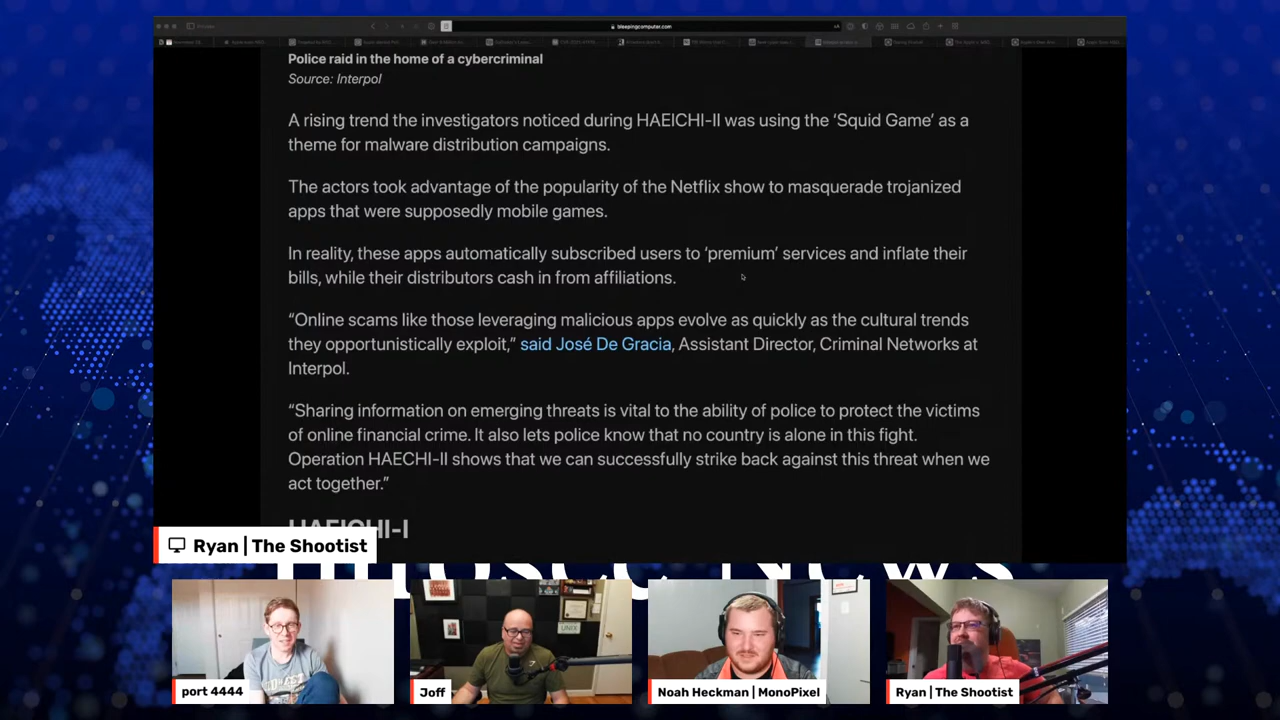 bleepingcomputer.com
Police raid in the home of a cybercriminal
Source: Interpol
A rising trend the investigators noticed during HAEICHI-II was using the ‘Squid Game’ as a
theme for malware distribution campaigns.
The actors took advantage of the popularity of the Netflix show to masquerade trojanized
apps that were supposedly mobile games.
In reality, these apps automatically subscribed users to ‘premium’ services and inflate their
bills, while their distributors cash in from affiliations.
“Online scams like those leveraging malicious apps evolve as quickly as the cultural trends
they opportunistically exploit,” said José De Gracia, Assistant Director, Criminal Networks at
Interpol.
“Sharing information on emerging threats is vital to the ability of police to protect the victims
of online financial crime. It also lets police know that no country is alone in this fight.
Operation HAECHI-II shows that we can successfully strike back against this threat when we
act together.”
HAEICHI-I
Ryan | The Shootist
News
UNIX
port 4444
Joff
Noah Heckman | MonoPixel
Ryan | The Shootist